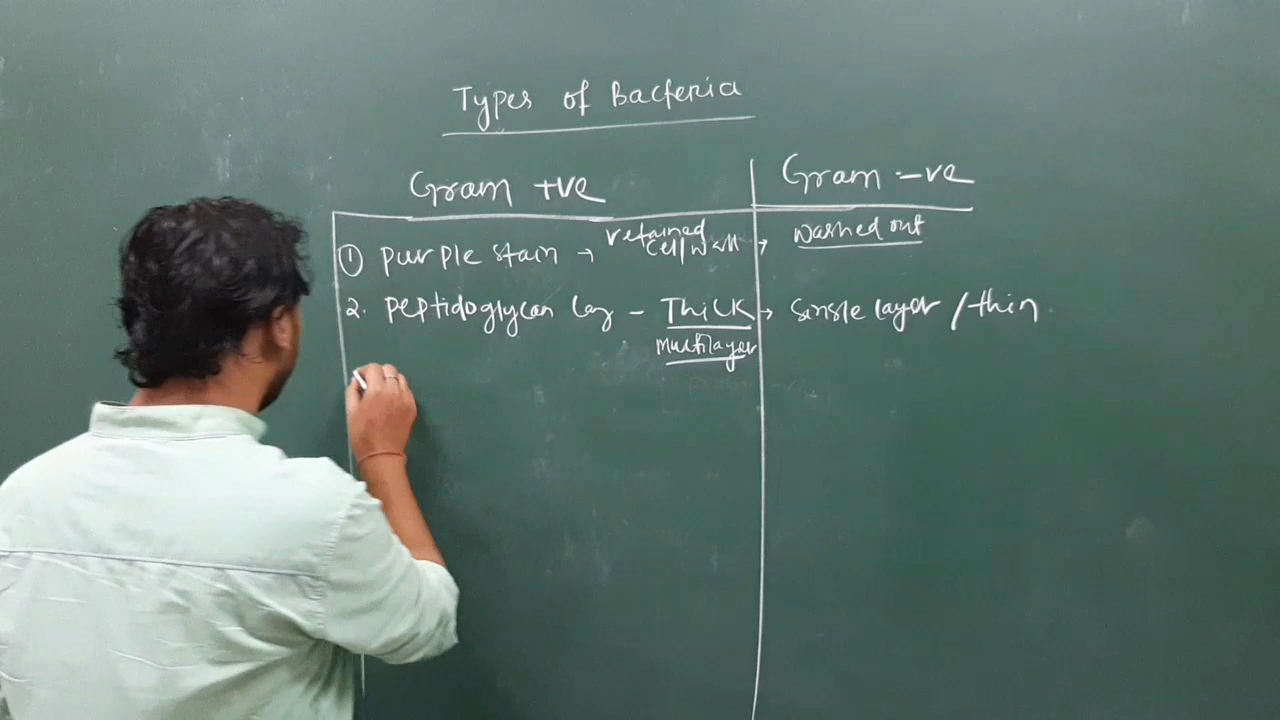 Types of Bacteria
Gram +ve
Gram -ve
① purple stain → retained cell wall → washed out
2. peptidoglycan lay - Thick → single layer / thin
Multilayer